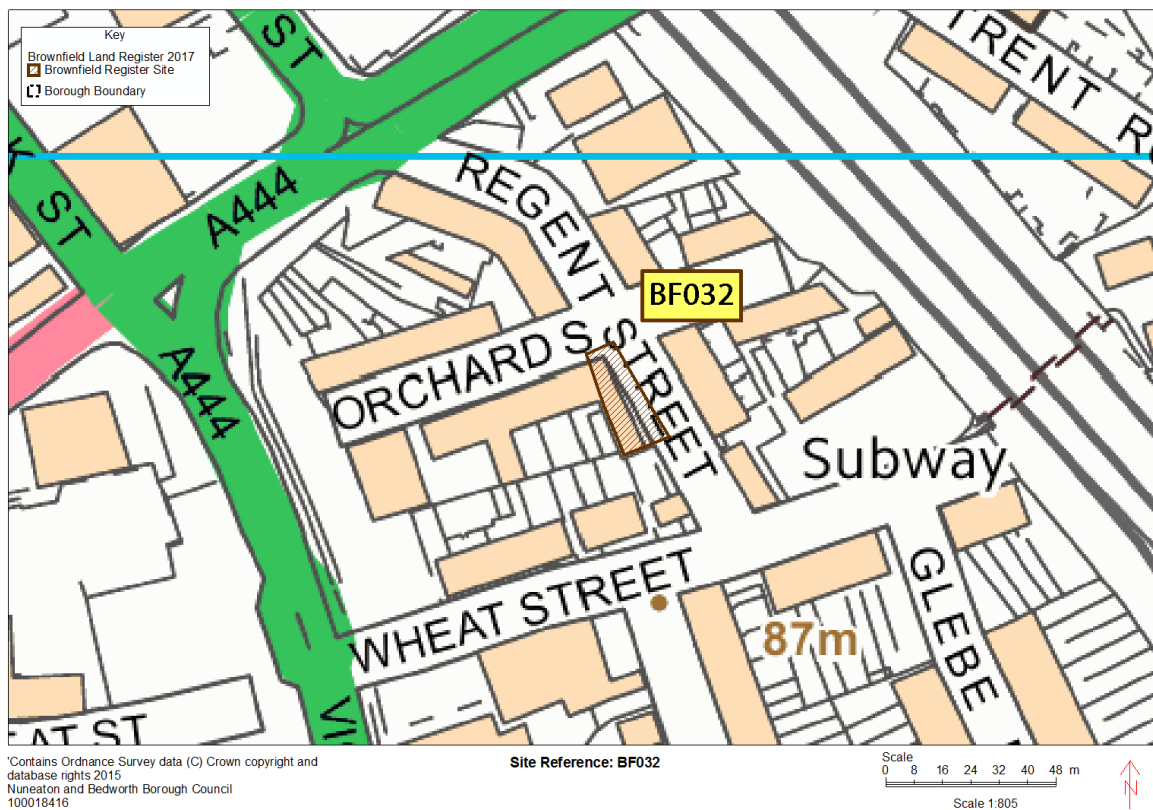 Key
Brownfield Land Register 2017
Brownfield Register Site
Borough Boundary
ST
TRENT R
K ST
A444
REGENT STREET
BF032
ORCHARD S
A444
Subway
WHEAT STREET
87m
GLEBE
EAT ST
VI
'Contains Ordnance Survey data (C) Crown copyright and
database rights 2015
Nuneaton and Bedworth Borough Council
100018416
Site Reference: BF032
Scale
0 8 16 24 32 40 48 m
Scale 1:805
N